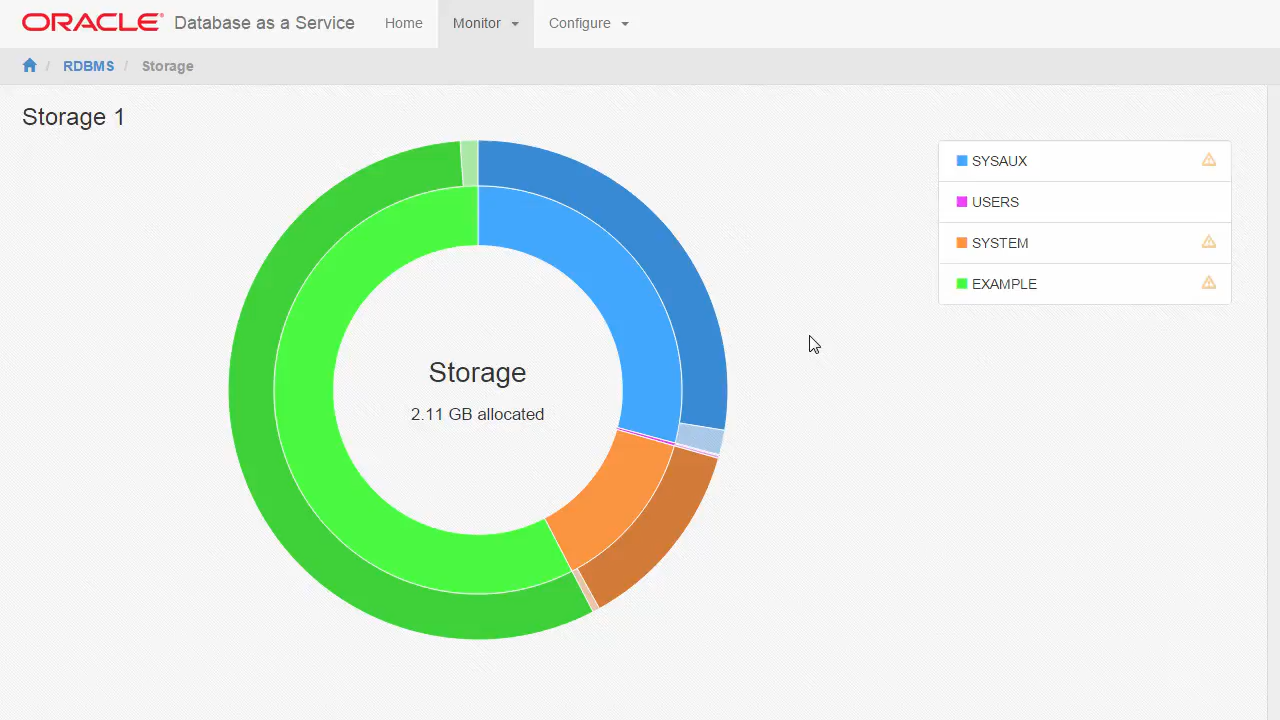 ORACLE Database as a Service Home Monitor Configure
/ RDBMS / Storage
Storage 1
SYSAUX
USERS
SYSTEM
EXAMPLE
Storage
2.11 GB allocated